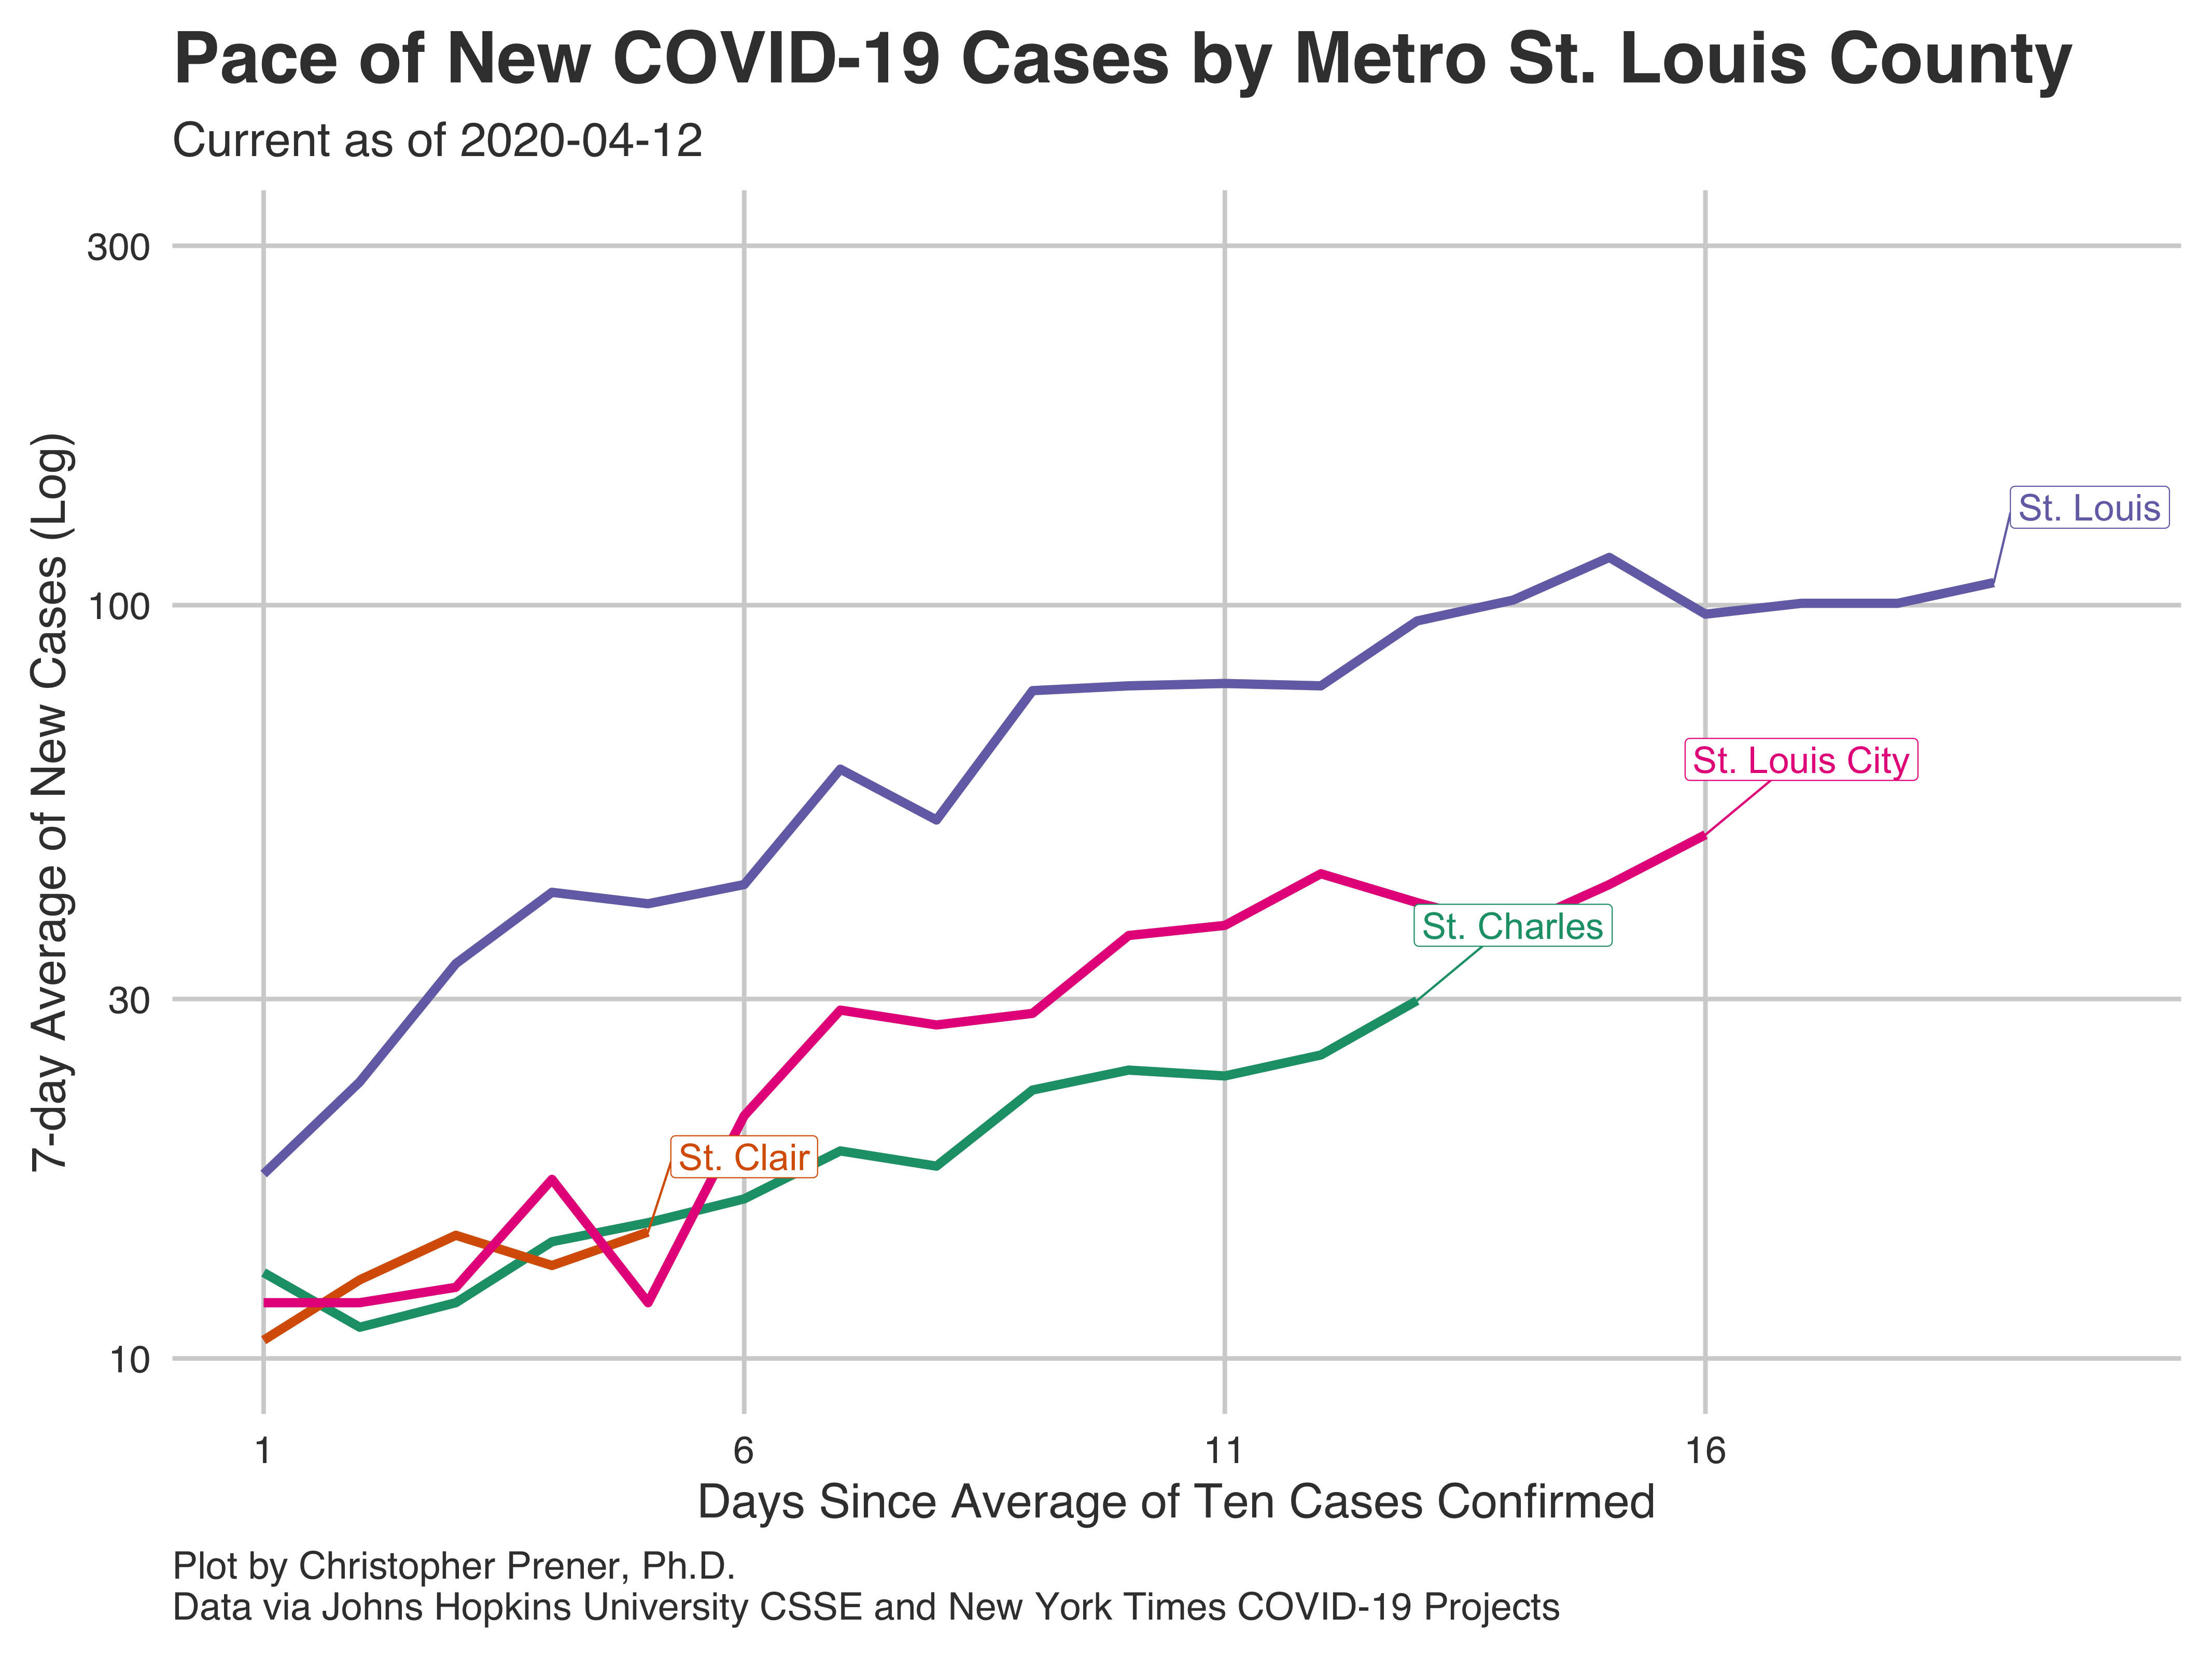 Pace of New COVID-19 Cases by Metro St. Louis County
Current as of 2020-04-12
7-day Average of New Cases (Log)
300
100
30
10
St. Louis
St. Louis City
St. Charles
St. Clair
1
6
11
16
Days Since Average of Ten Cases Confirmed
Plot by Christopher Prener, Ph.D.
Data via Johns Hopkins University CSSE and New York Times COVID-19 Projects